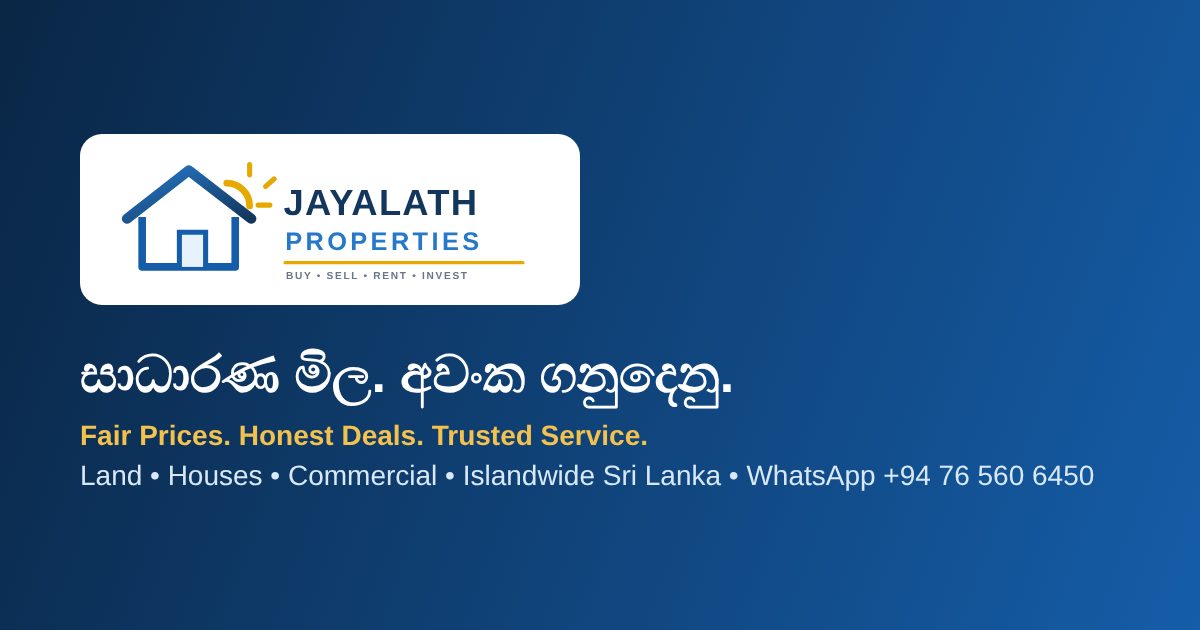 JAYALATH
PROPERTIES
BUY • SELL • RENT • INVEST
සාධාරණ මිල. අවංක ගනුදෙනු.
Fair Prices. Honest Deals. Trusted Service.
Land • Houses • Commercial • Islandwide Sri Lanka • WhatsApp +94 76 560 6450